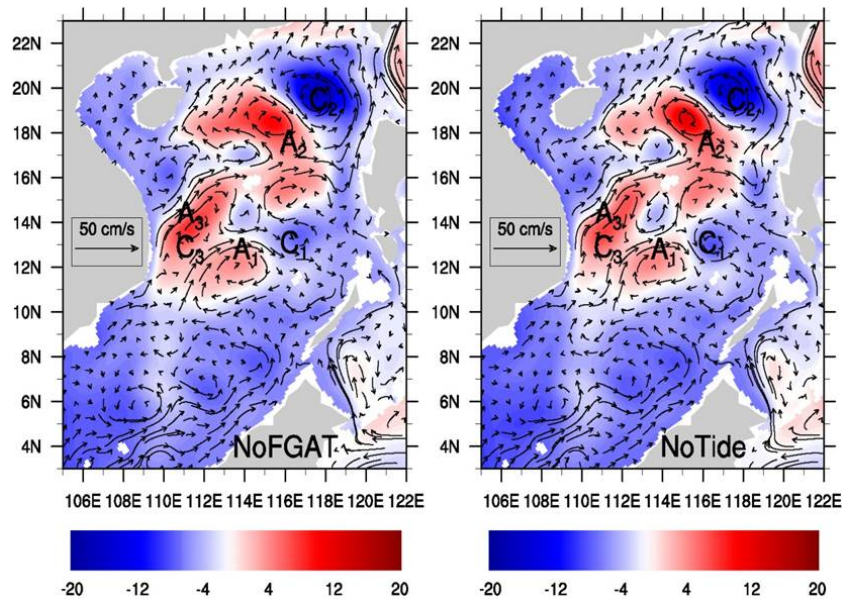 22N
20N
18N
16N
14N
12N
10N
8N
6N
4N
50 cm/s
C2
A2
A3
C3
A1
C1
NoFGAT
106E 108E 110E 112E 114E 116E 118E 120E 122E
-20 -12 -4 4 12 20
22N
20N
18N
16N
14N
12N
10N
8N
6N
4N
50 cm/s
C2
A2
A3
C3
A1
C1
NoTide
106E 108E 110E 112E 114E 116E 118E 120E 122E
-20 -12 -4 4 12 20